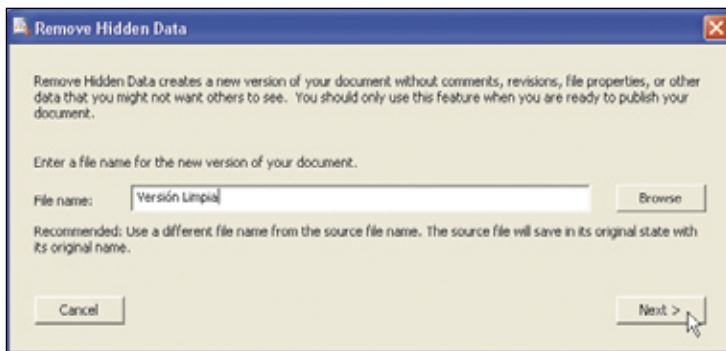 Remove Hidden Data
Remove Hidden Data creates a new version of your document without comments, revisions, file properties, or other
data that you might not want others to see. You should only use this feature when you are ready to publish your
document.
Enter a file name for the new version of your document.
File name: Versión Limpia Browse
Recommended: Use a different file name from the source file name. The source file will save in its original state with
its original name.
Cancel Next >